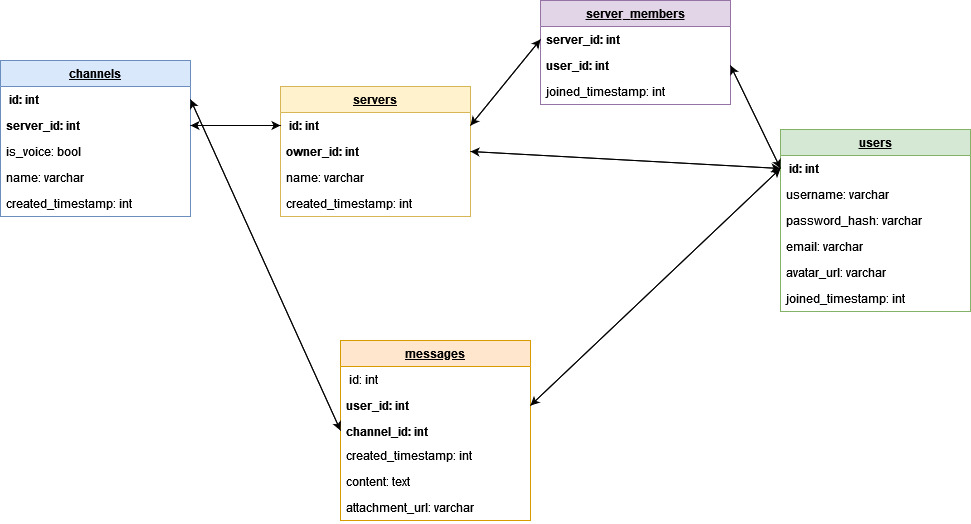 server_members
server_id: int
user_id: int
joined_timestamp: int
channels
id: int
server_id: int
is_voice: bool
name: varchar
created_timestamp: int
servers
id: int
owner_id: int
name: varchar
created_timestamp: int
users
id: int
username: varchar
password_hash: varchar
email: varchar
avatar_url: varchar
joined_timestamp: int
messages
id: int
user_id: int
channel_id: int
created_timestamp: int
content: text
attachment_url: varchar